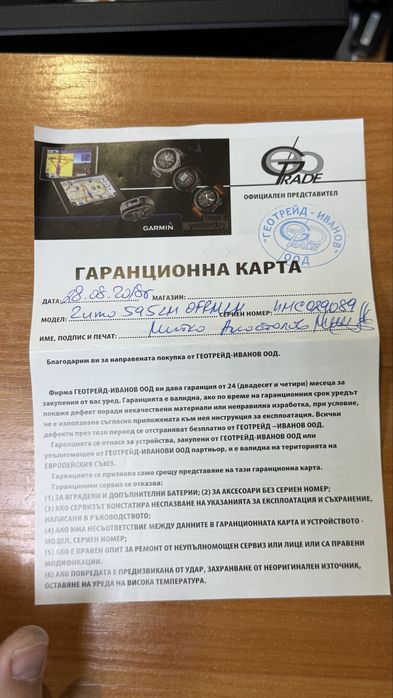 GEO
TRADE
ОФИЦИАЛЕН ПРЕДСТАВИТЕЛ
GARMIN
beat
yesterday
"ГЕОТРЕЙД - ИВАНОВ"
ООД
ГАРАНЦИОННА КАРТА
ДАТА: 28.08.2018г МАГАЗИН:
МОДЕЛ: Zumo 595LM СЕРИЕН НОМЕР: 4MC089089
ИМЕ, ПОДПИС И ПЕЧАТ: Митко Апостолов
Благодарим ви за направената покупка от ГЕОТРЕЙД-ИВАНОВ ООД.
Фирма ГЕОТРЕЙД-ИВАНОВ ООД ви дава гаранция от 24 (двадесет и четири) месеца за
закупения от вас уред. Гаранцията е валидна, ако по време на гаранционния срок уредът
покаже дефект поради некачествени материали или неправилна изработка, при условие,
че е използвана съгласно приложената към нея инструкция за експлоатация. Всички
дефекти през този период се отстраняват безплатно от ГЕОТРЕЙД –ИВАНОВ ООД.
Гаранцията се отнася за устройства, закупени от ГЕОТРЕЙД-ИВАНОВ ООД или
упълномощен от ГЕОТРЕЙД-ИВАНОВИ ООД партньор, и е валидна на територията на
ЕВРОПЕЙСКИЯ СЪЮЗ.
Гаранцията се признава само срещу представяне на тази гаранционна карта.
Гаранционен сервиз се отказва:
(1) ЗА ВГРАДЕНИ И ДОПЪЛНИТЕЛНИ БАТЕРИИ; (2) ЗА АКСЕСОАРИ БЕЗ СЕРИЕН НОМЕР;
(3) АКО СЕРВИЗЪТ КОНСТАТИРА НЕСПАЗВАНЕ НА УКАЗАНИЯТА ЗА ЕКСПЛОАТАЦИЯ И СЪХРАНЕНИЕ,
НАПИСАНИ В РЪКОВОДСТВОТО;
(4) АКО ИМА НЕСЪОТВЕТСТВИЕ МЕЖДУ ДАННИТЕ В ГАРАНЦИОННАТА КАРТА И УСТРОЙСТВОТО -
МОДЕЛ, СЕРИЕН НОМЕР;
(5) АКО Е ПРАВЕН ОПИТ ЗА РЕМОНТ ОТ НЕУПЪЛНОМОЩЕН СЕРВИЗ ИЛИ ЛИЦЕ ИЛИ СА ПРАВЕНИ
МОДИФИКАЦИИ.
(6) АКО ПОВРЕДАТА Е ПРЕДИЗВИКАНА ОТ УДАР, ЗАХРАНВАНЕ ОТ НЕОРИГИНАЛЕН ИЗТОЧНИК,
ОСТАВЯНЕ НА УРЕДА НА ВИСОКА ТЕМПЕРАТУРА.